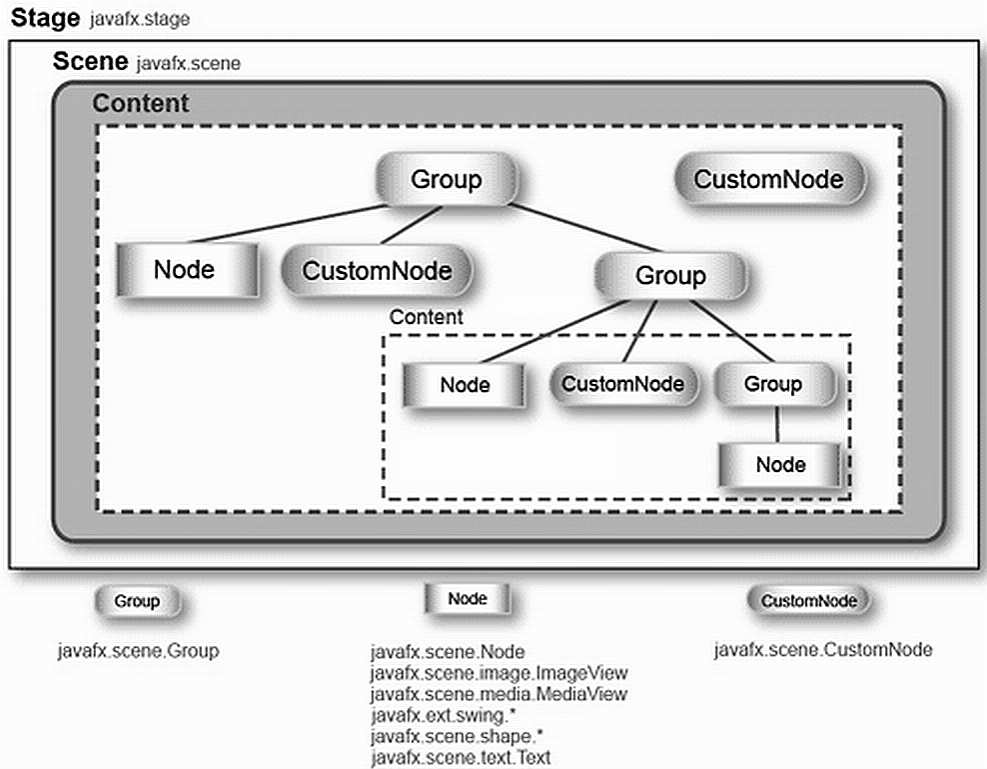 Stage javafx.stage
Scene javafx.scene
Content
Group
CustomNode
Node
CustomNode
Group
Content
Node
CustomNode
Group
Node
Group
Node
CustomNode
javafx.scene.Group
javafx.scene.Node
javafx.scene.image.ImageView
javafx.scene.media.MediaView
javafx.ext.swing.*
javafx.scene.shape.*
javafx.scene.text.Text
javafx.scene.CustomNode